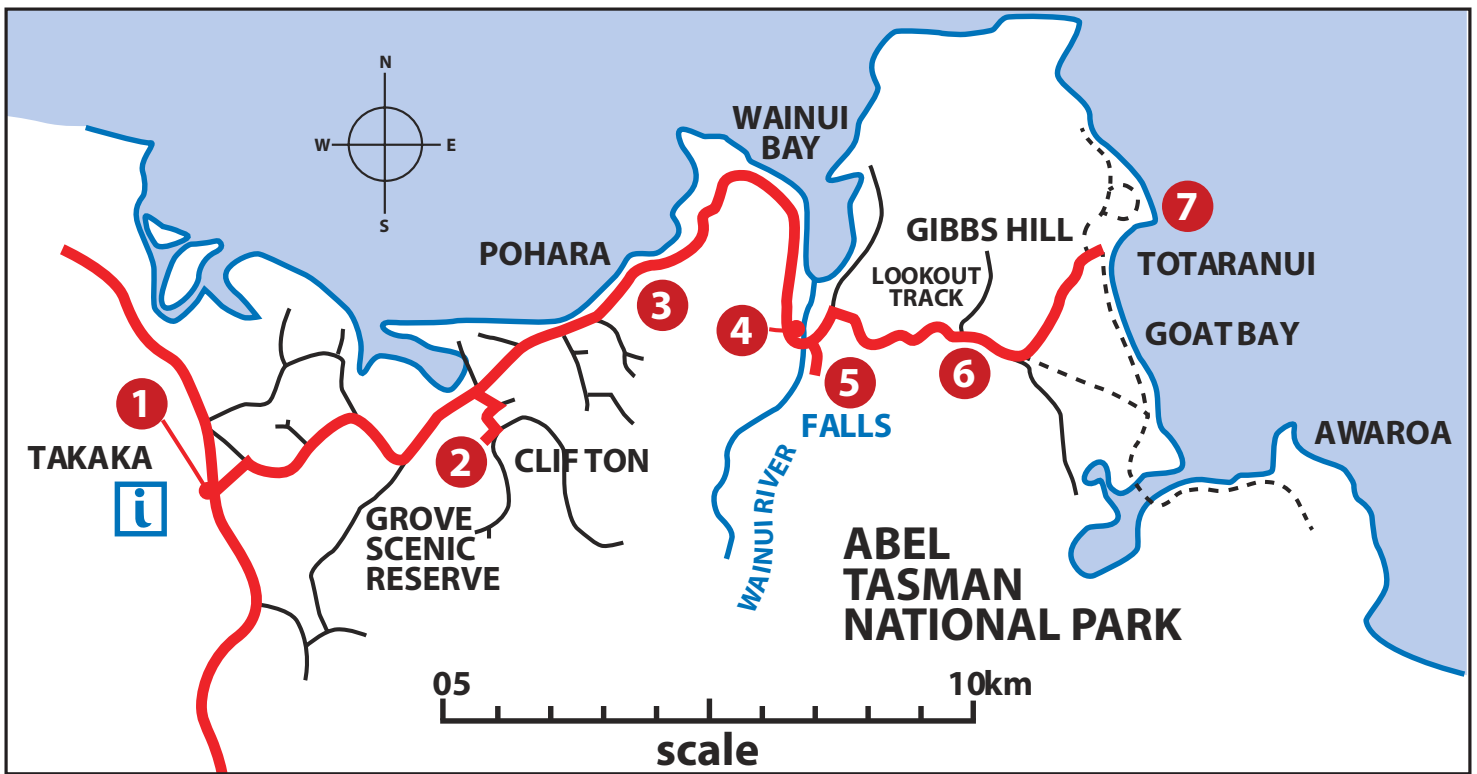 N
W
E
S
WAINUI
BAY
POHARA
GIBBS HILL
LOOKOUT
TRACK
7
TOTARANUI
GOAT BAY
3
4
5
6
FALLS
1
TAKAKA
i
2
CLIF TON
AWAROA
GROVE
SCENIC
RESERVE
WAINUI RIVER
ABEL
TASMAN
NATIONAL PARK
05
10km
scale